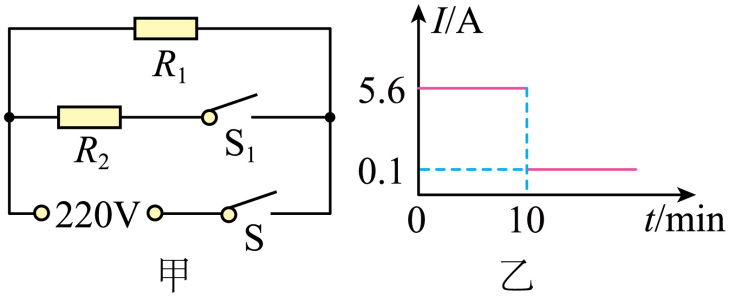 R₁
R₂
S₁
220V
S
甲
I/A
5.6
0.1
0
10
t/min
乙